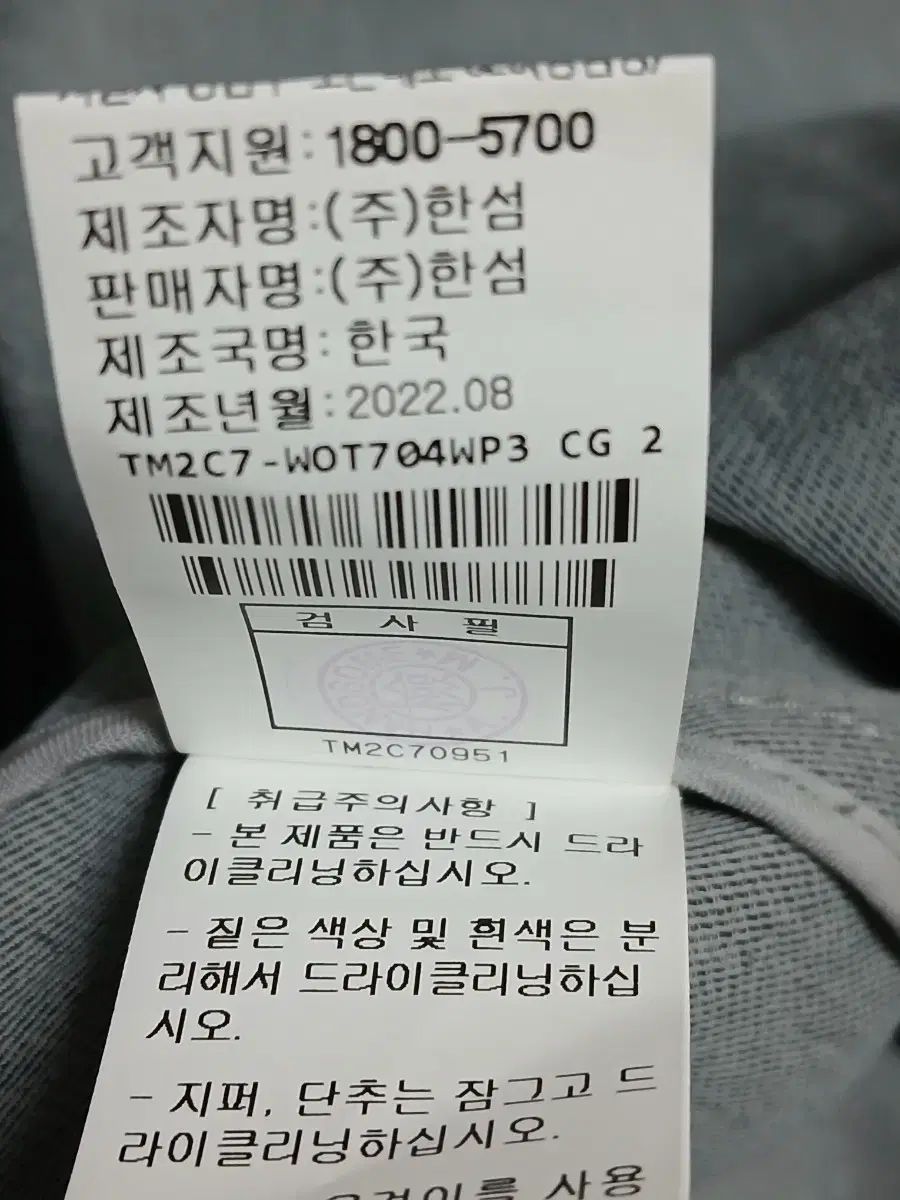 고객지원:1800-5700
제조자명:(주)한섬
판매자명:(주)한섬
제조국명:한국
제조년월:2022.08
TM2C7-WOT704WP3 CG 2
검 사 필
TM2C70951
[ 취급주의사항 ]
- 본 제품은 반드시 드라
이클리닝하십시오.
- 짙은 색상 및 흰색은 분
리해서 드라이클리닝하십
시오.
- 지퍼, 단추는 잠그고 드
라이클리닝하십시오.
사용